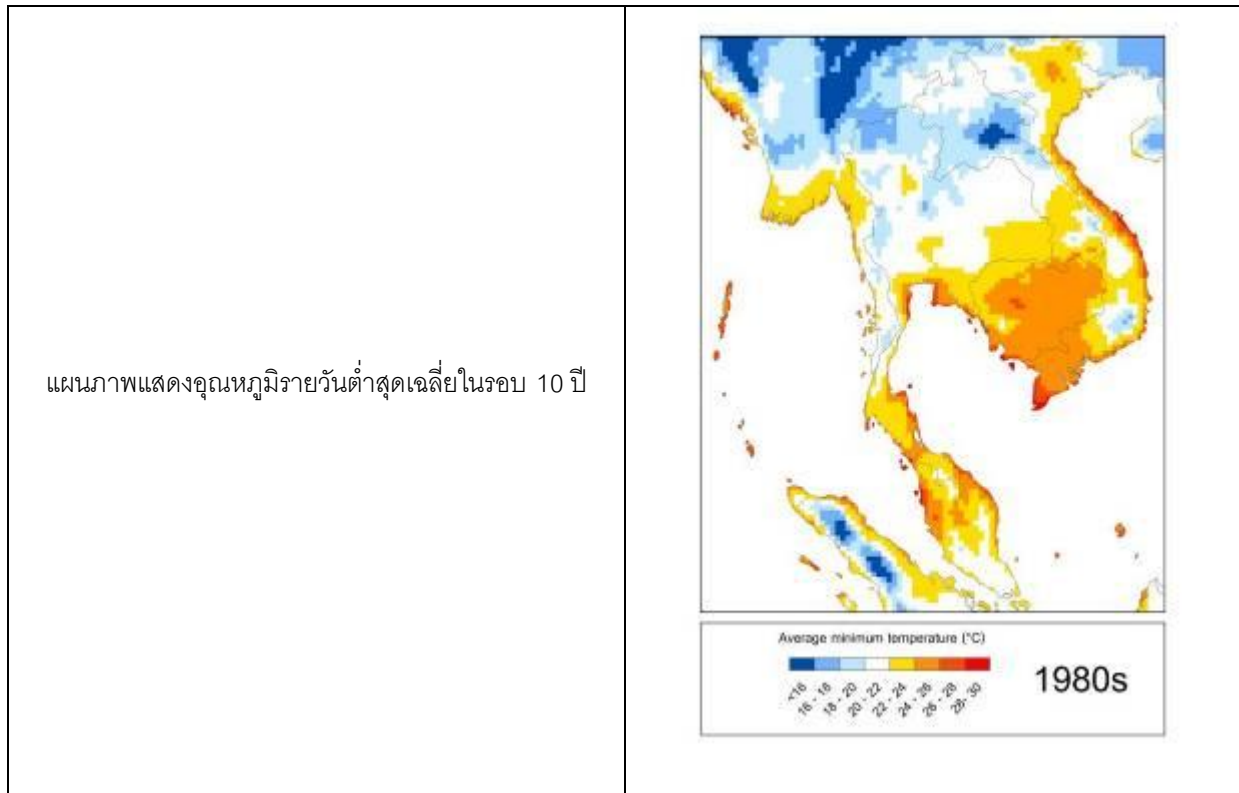 แผนภาพแสดงอุณหภูมิรายวันต่ำสุดเฉลี่ยในรอบ 10 ปี
Average minimum temperature (°C)
<16
16 - 18
18 - 20
20 - 22
22 - 24
24 - 26
26 - 28
28- 30
1980s